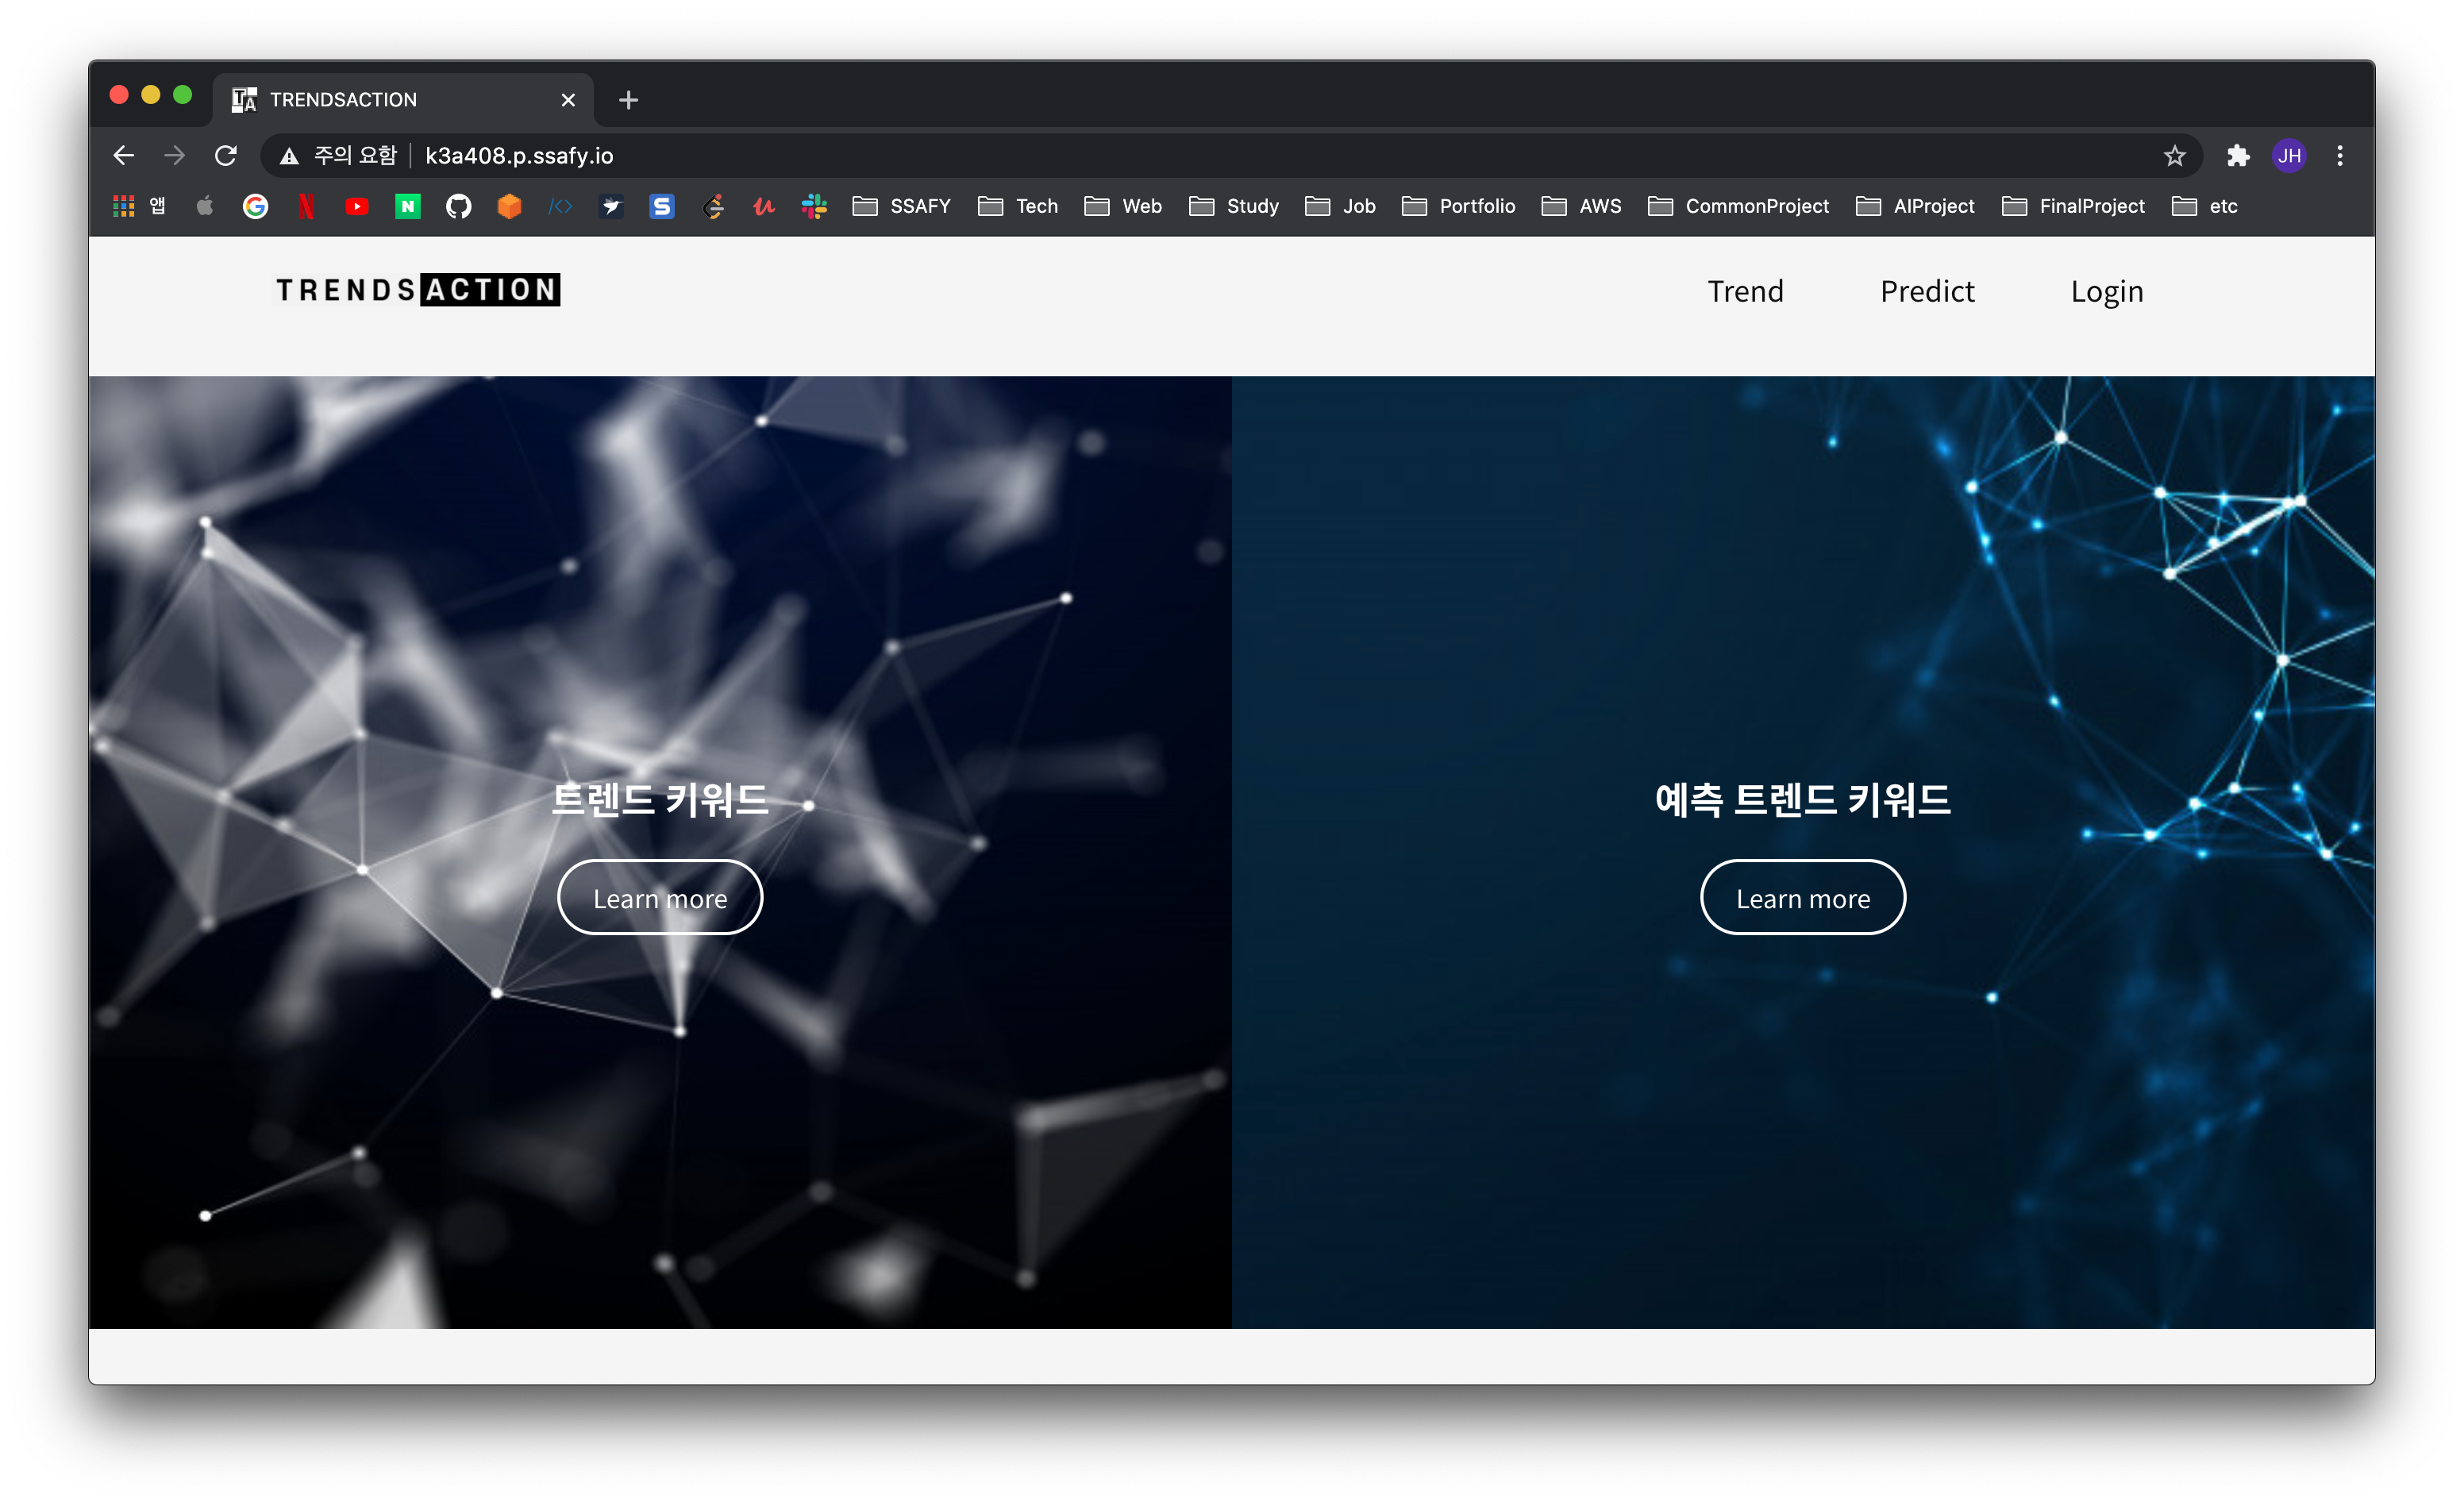 TRENDSACTION
주의 요함 k3a408.p.ssafy.io JH
앱 SSAFY Tech Web Study Job Portfolio AWS CommonProject AIProject FinalProject etc
TRENDSACTION Trend Predict Login
트렌드 키워드
Learn more
예측 트렌드 키워드
Learn more